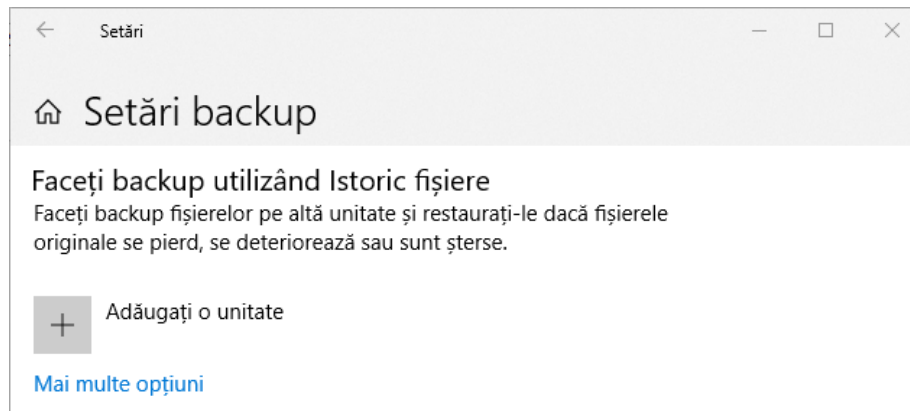 Setări
Setări backup
Faceți backup utilizând Istoric fișiere
Faceți backup fișierelor pe altă unitate și restaurați-le dacă fișierele
originale se pierd, se deteriorează sau sunt șterse.
Adăugați o unitate
Mai multe opțiuni